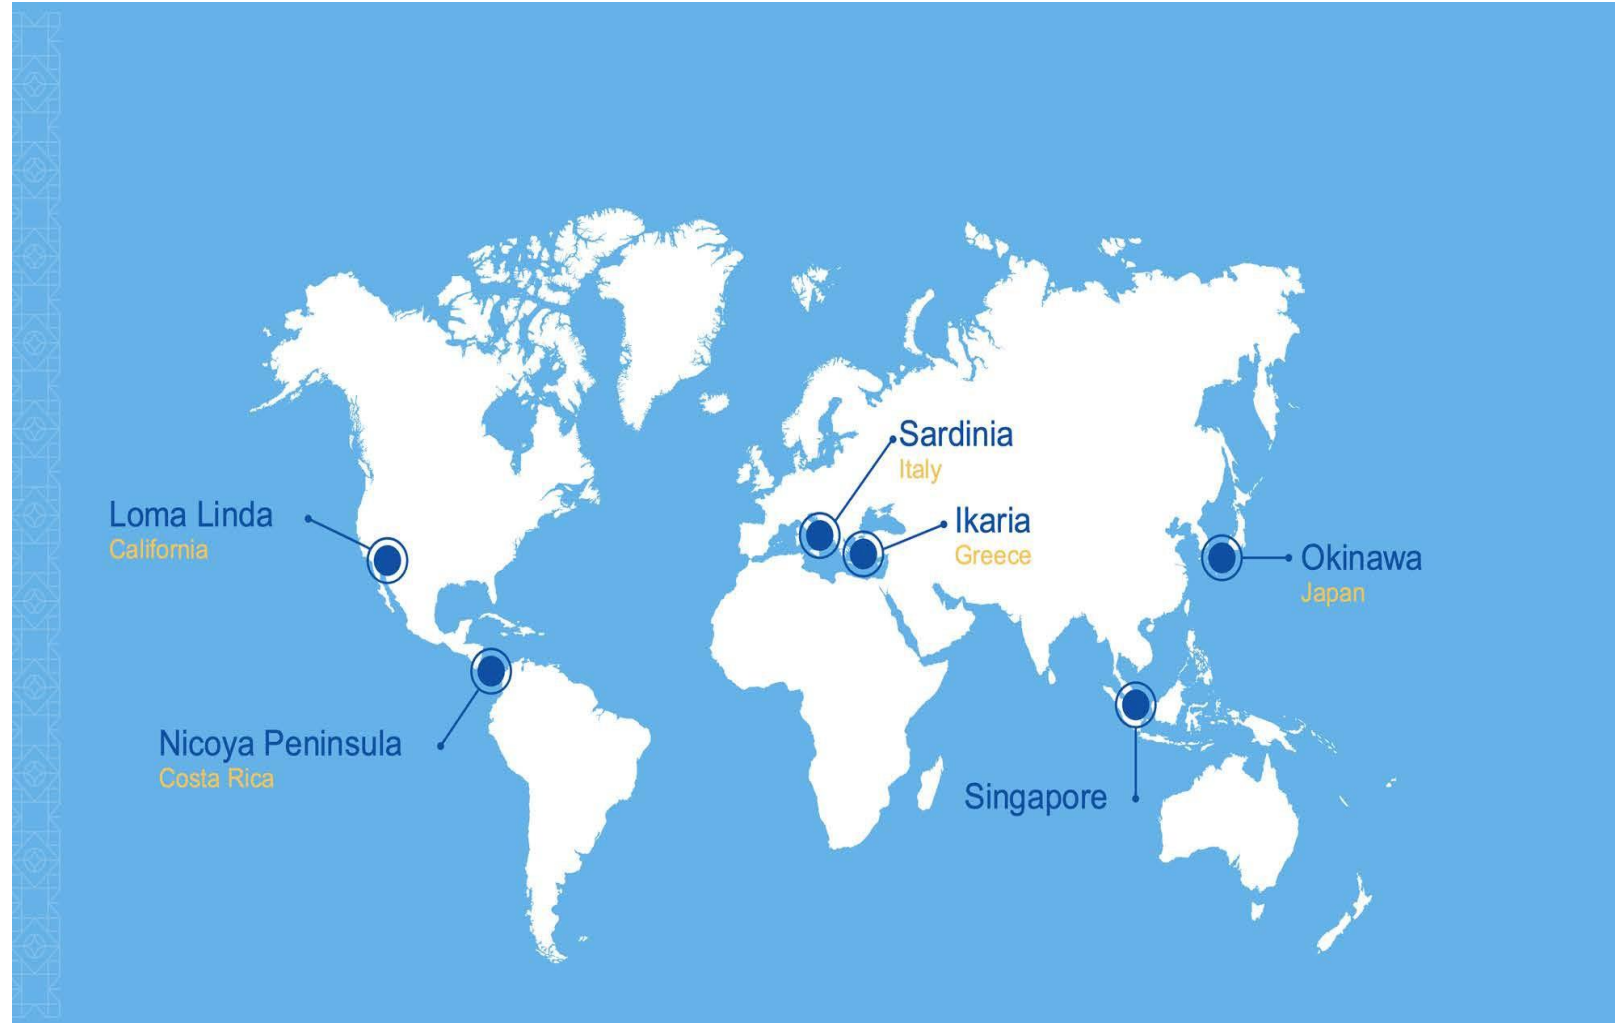 Sardinia
Italy
Loma Linda
California
Ikaria
Greece
Okinawa
Japan
Nicoya Peninsula
Costa Rica
Singapore